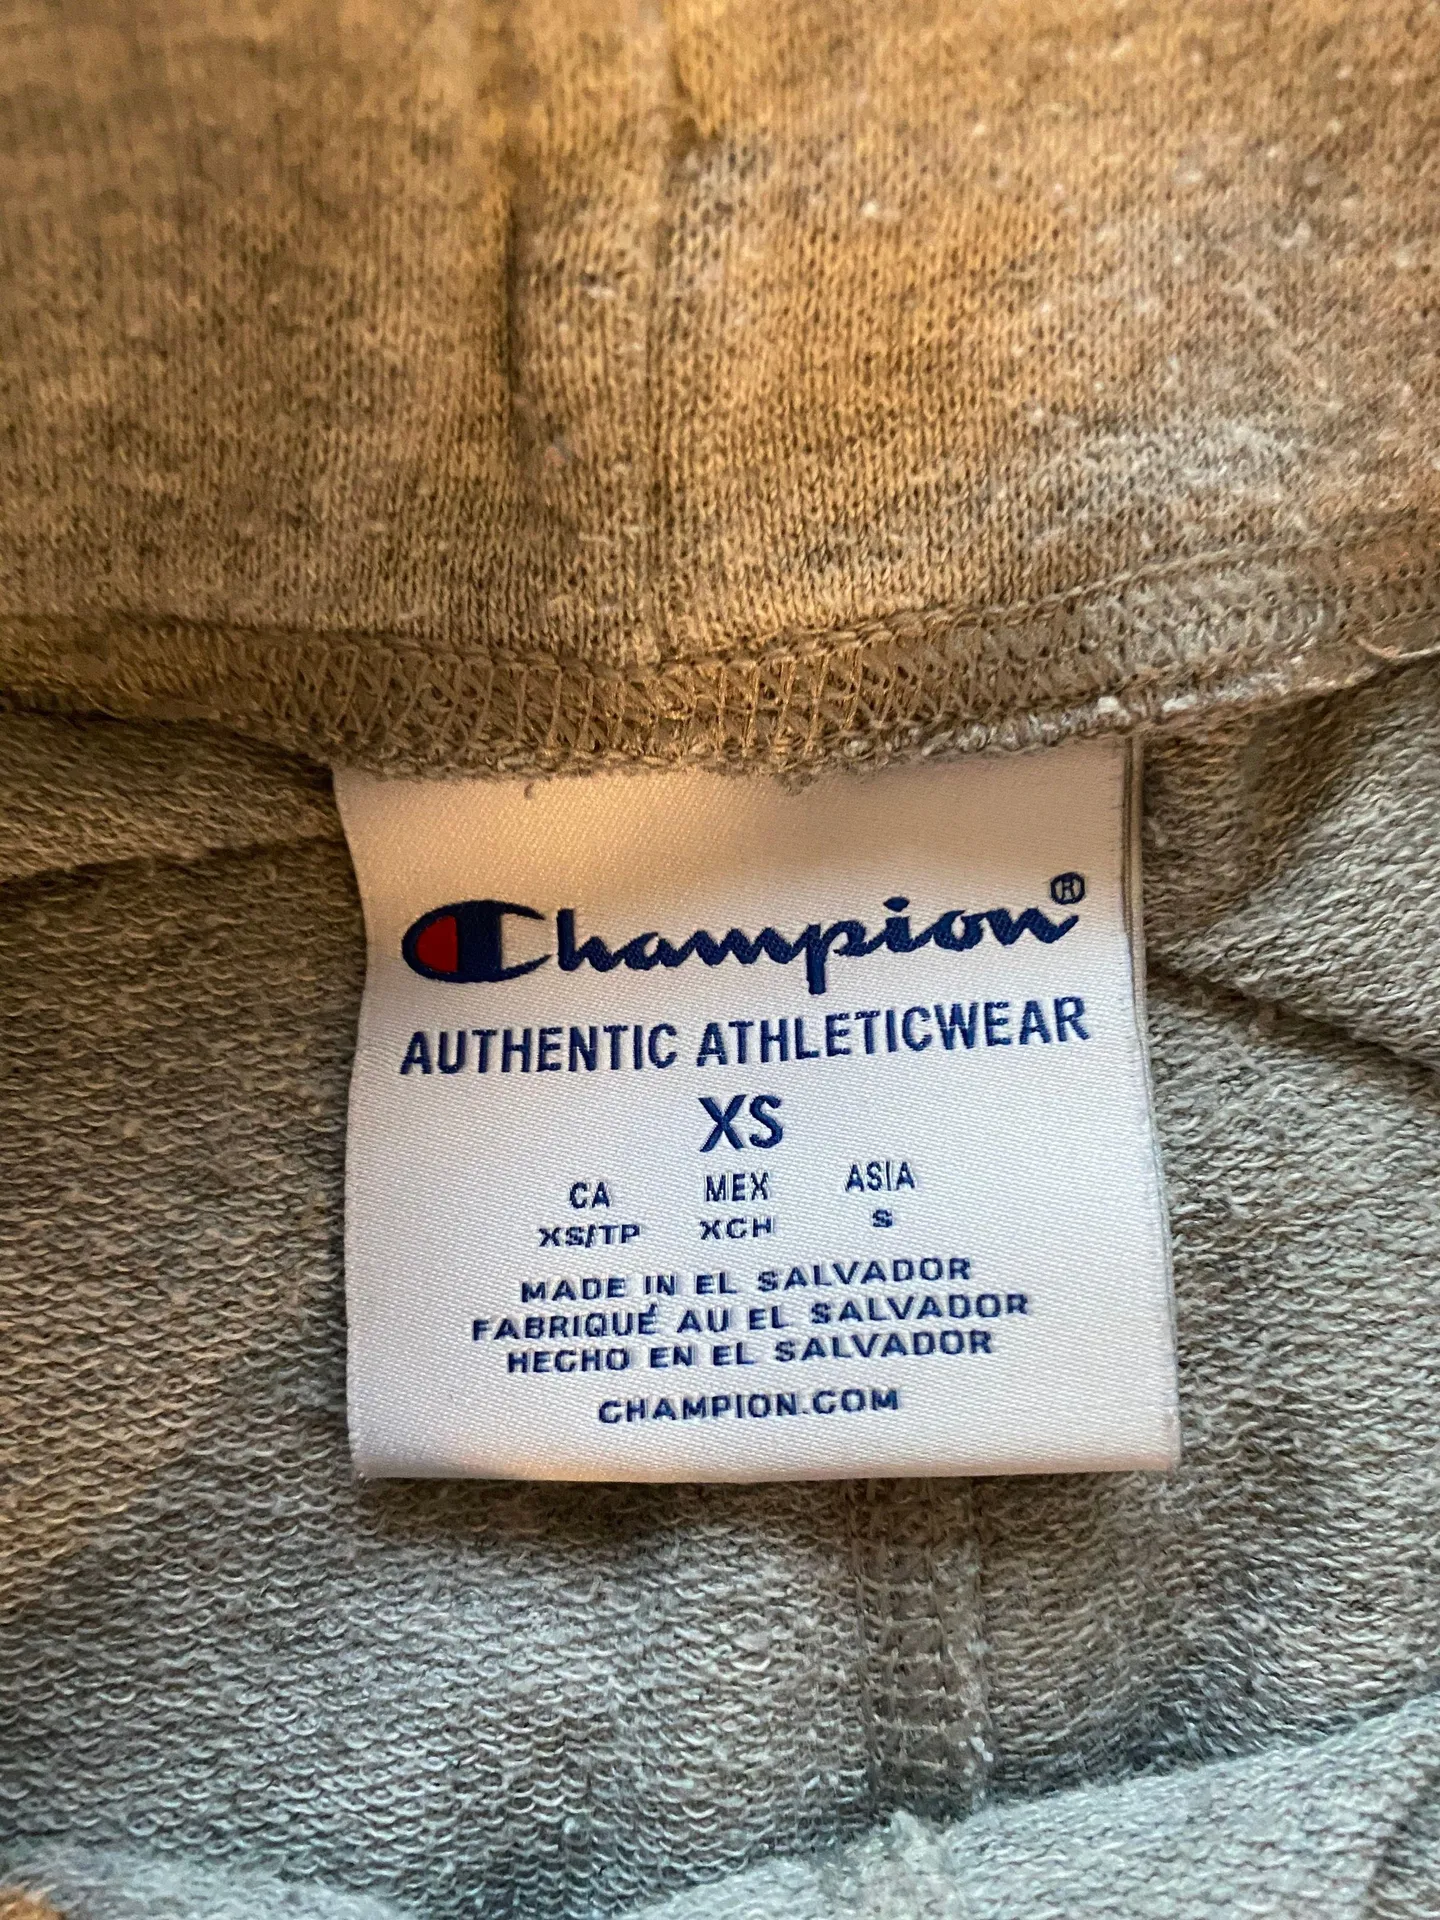 Champion®
AUTHENTIC ATHLETICWEAR
XS
CA MEX ASIA
XS/TP XCH S
MADE IN EL SALVADOR
FABRIQUÉ AU EL SALVADOR
HECHO EN EL SALVADOR
CHAMPION.COM